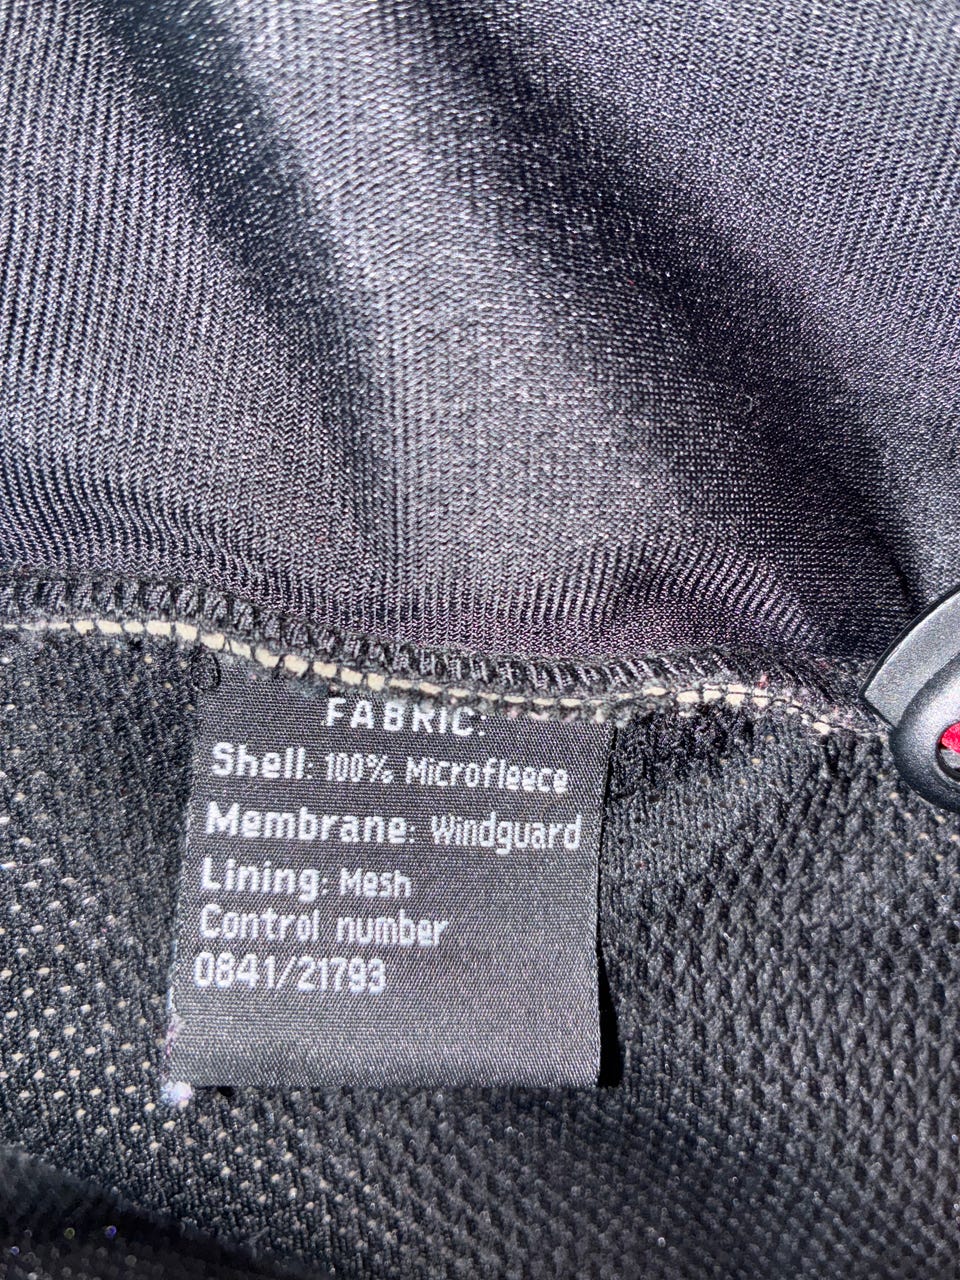 FABRIC:
Shell: 100% Microfleece
Membrane: Windguard
Lining: Mesh
Control number
0841/21793